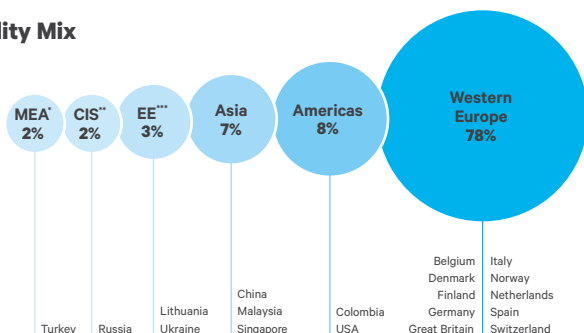 lity Mix
MEA*
2%
CIS**
2%
EE***
3%
Asia
7%
Americas
8%
Western
Europe
78%
Turkey
Russia
Lithuania
Ukraine
China
Malaysia
Singapore
Colombia
USA
Belgium
Denmark
Finland
Germany
Great Britain
Italy
Norway
Netherlands
Spain
Switzerland